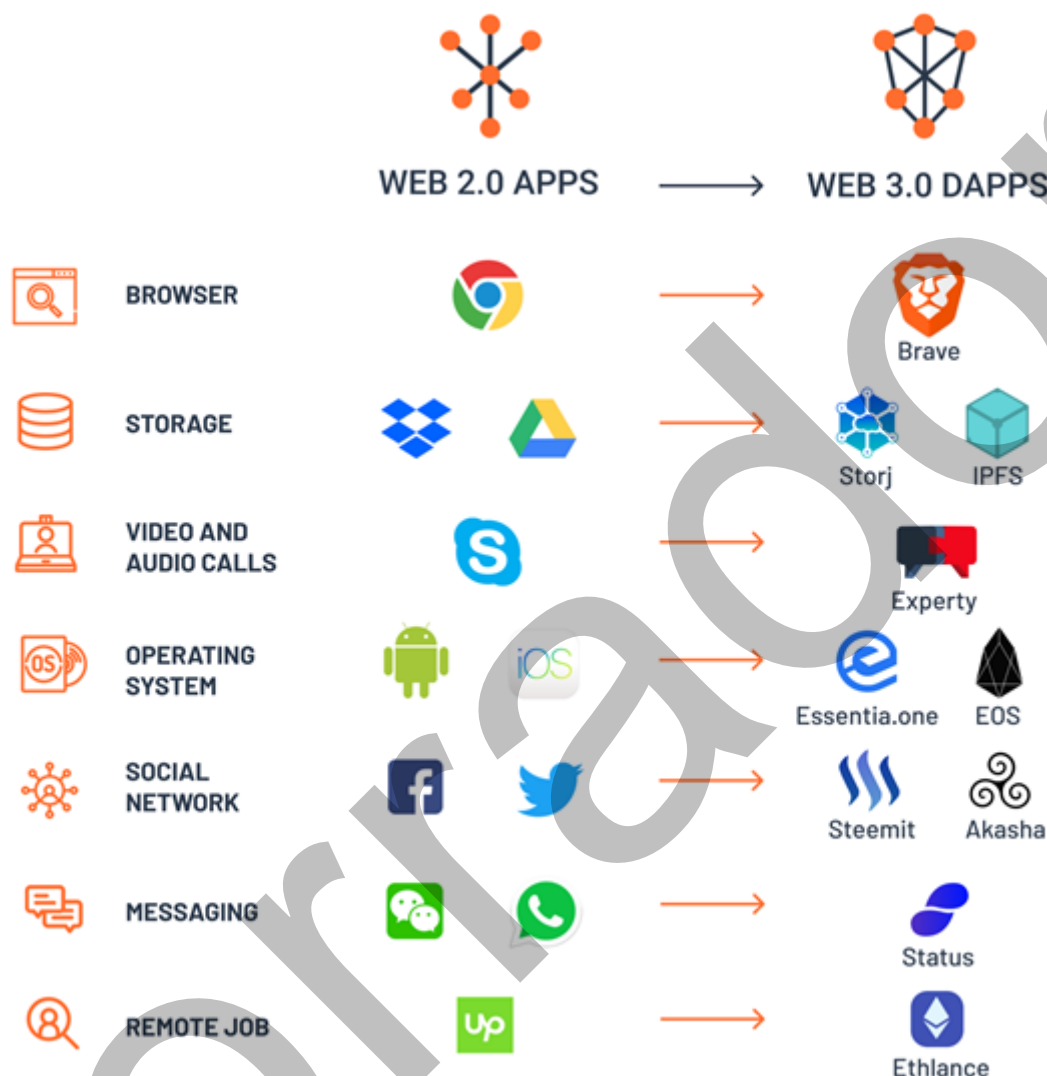 WEB 2.0 APPS
WEB 3.0 DAPPS
BROWSER
Brave
STORAGE
Storj
IPFS
VIDEO AND
AUDIO CALLS
S
Experty
OS
OPERATING
SYSTEM
iOS
Essentia.one
EOS
SOCIAL
NETWORK
f
Steemit
Akasha
MESSAGING
Status
REMOTE JOB
Up
Ethlance